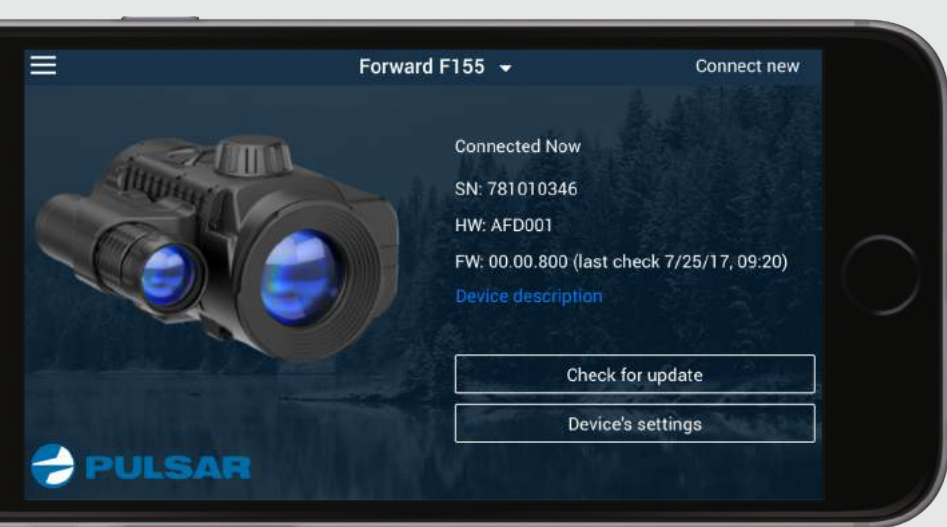 Forward F155
Connect new
Connected Now
SN: 781010346
HW: AFD001
FW: 00.00.800 (last check 7/25/17, 09:20)
Device description
Check for update
Device's settings
PULSAR